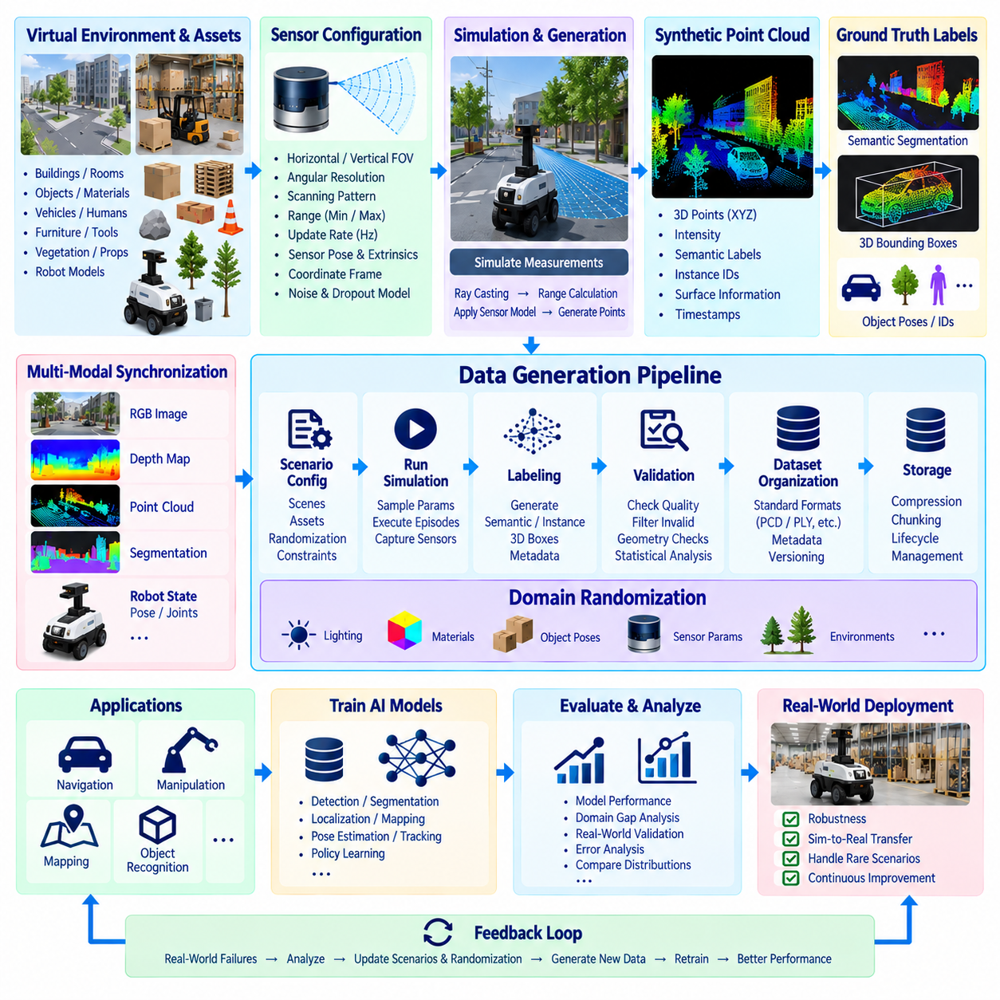 Virtual Environment & Assets
• Buildings / Rooms
• Objects / Materials
• Vehicles / Humans
• Furniture / Tools
• Vegetation / Props
• Robot Models
Sensor Configuration
• Horizontal / Vertical FOV
• Angular Resolution
• Scanning Pattern
• Range (Min / Max)
• Update Rate (Hz)
• Sensor Pose & Extrinsics
• Coordinate Frame
• Noise & Dropout Model
Simulation & Generation
Simulate Measurements
Ray Casting → Range Calculation
Apply Sensor Model → Generate Points
Synthetic Point Cloud
• 3D Points (XYZ)
• Intensity
• Semantic Labels
• Instance IDs
• Surface Information
• Timestamps
Ground Truth Labels
Semantic Segmentation
3D Bounding Boxes
...
Object Poses / IDs
Multi-Modal Synchronization
RGB Image
Depth Map
Point Cloud
Segmentation
Robot State
Pose / Joints
...
Data Generation Pipeline
Scenario
Config
Scenes
Assets
Randomization
Constraints
Run
Simulation
Sample Params
Execute Episodes
Capture Sensors
Labeling
Generate
Semantic / Instance
3D Boxes
Metadata
Validation
Check Quality
Filter Invalid
Geometry Checks
Statistical Analysis
Dataset
Organization
Standard Formats
(PCD / PLY, etc.)
Metadata
Versioning
Storage
Compression
Chunking
Lifecycle
Management
Domain Randomization
Lighting
Materials
Object Poses
Sensor Params
Environments
...
Applications
Navigation
Manipulation
Mapping
Object
Recognition
...
Train AI Models
• Detection / Segmentation
• Localization / Mapping
• Pose Estimation / Tracking
• Policy Learning
...
Evaluate & Analyze
• Model Performance
• Domain Gap Analysis
• Real-World Validation
• Error Analysis
• Compare Distributions
...
Real-World Deployment
Robustness
Sim-to-Real Transfer
Handle Rare Scenarios
Continuous Improvement
Feedback Loop
Real-World Failures → Analyze → Update Scenarios & Randomization → Generate New Data → Retrain → Better Performance